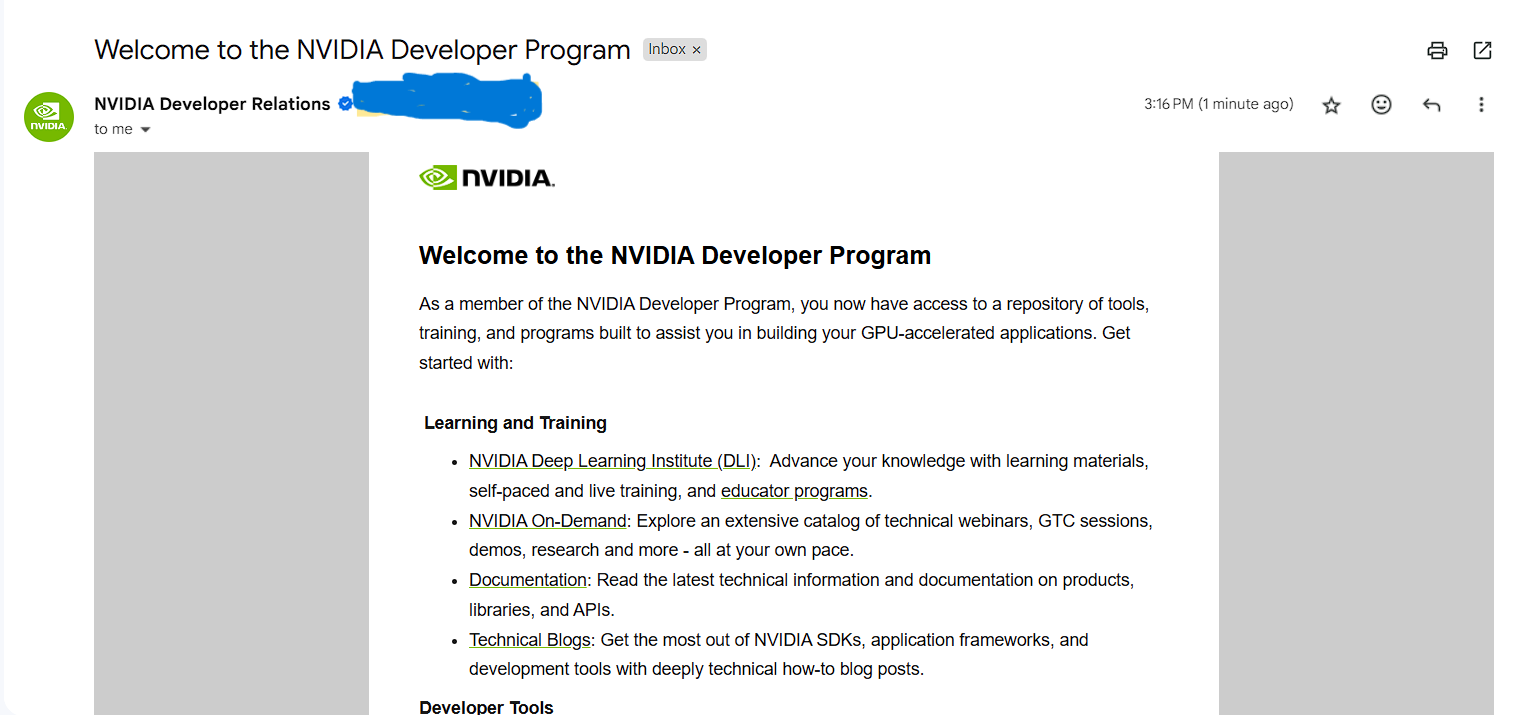 Welcome to the NVIDIA Developer Program Inbox ×
NVIDIA Developer Relations
3:16 PM (1 minute ago)
to me
NVIDIA.
NVIDIA.
Welcome to the NVIDIA Developer Program
As a member of the NVIDIA Developer Program, you now have access to a repository of tools,
training, and programs built to assist you in building your GPU-accelerated applications. Get
started with:
Learning and Training
• NVIDIA Deep Learning Institute (DLI): Advance your knowledge with learning materials,
self-paced and live training, and educator programs.
• NVIDIA On-Demand: Explore an extensive catalog of technical webinars, GTC sessions,
demos, research and more - all at your own pace.
• Documentation: Read the latest technical information and documentation on products,
libraries, and APIs.
• Technical Blogs: Get the most out of NVIDIA SDKs, application frameworks, and
development tools with deeply technical how-to blog posts.
Developer Tools